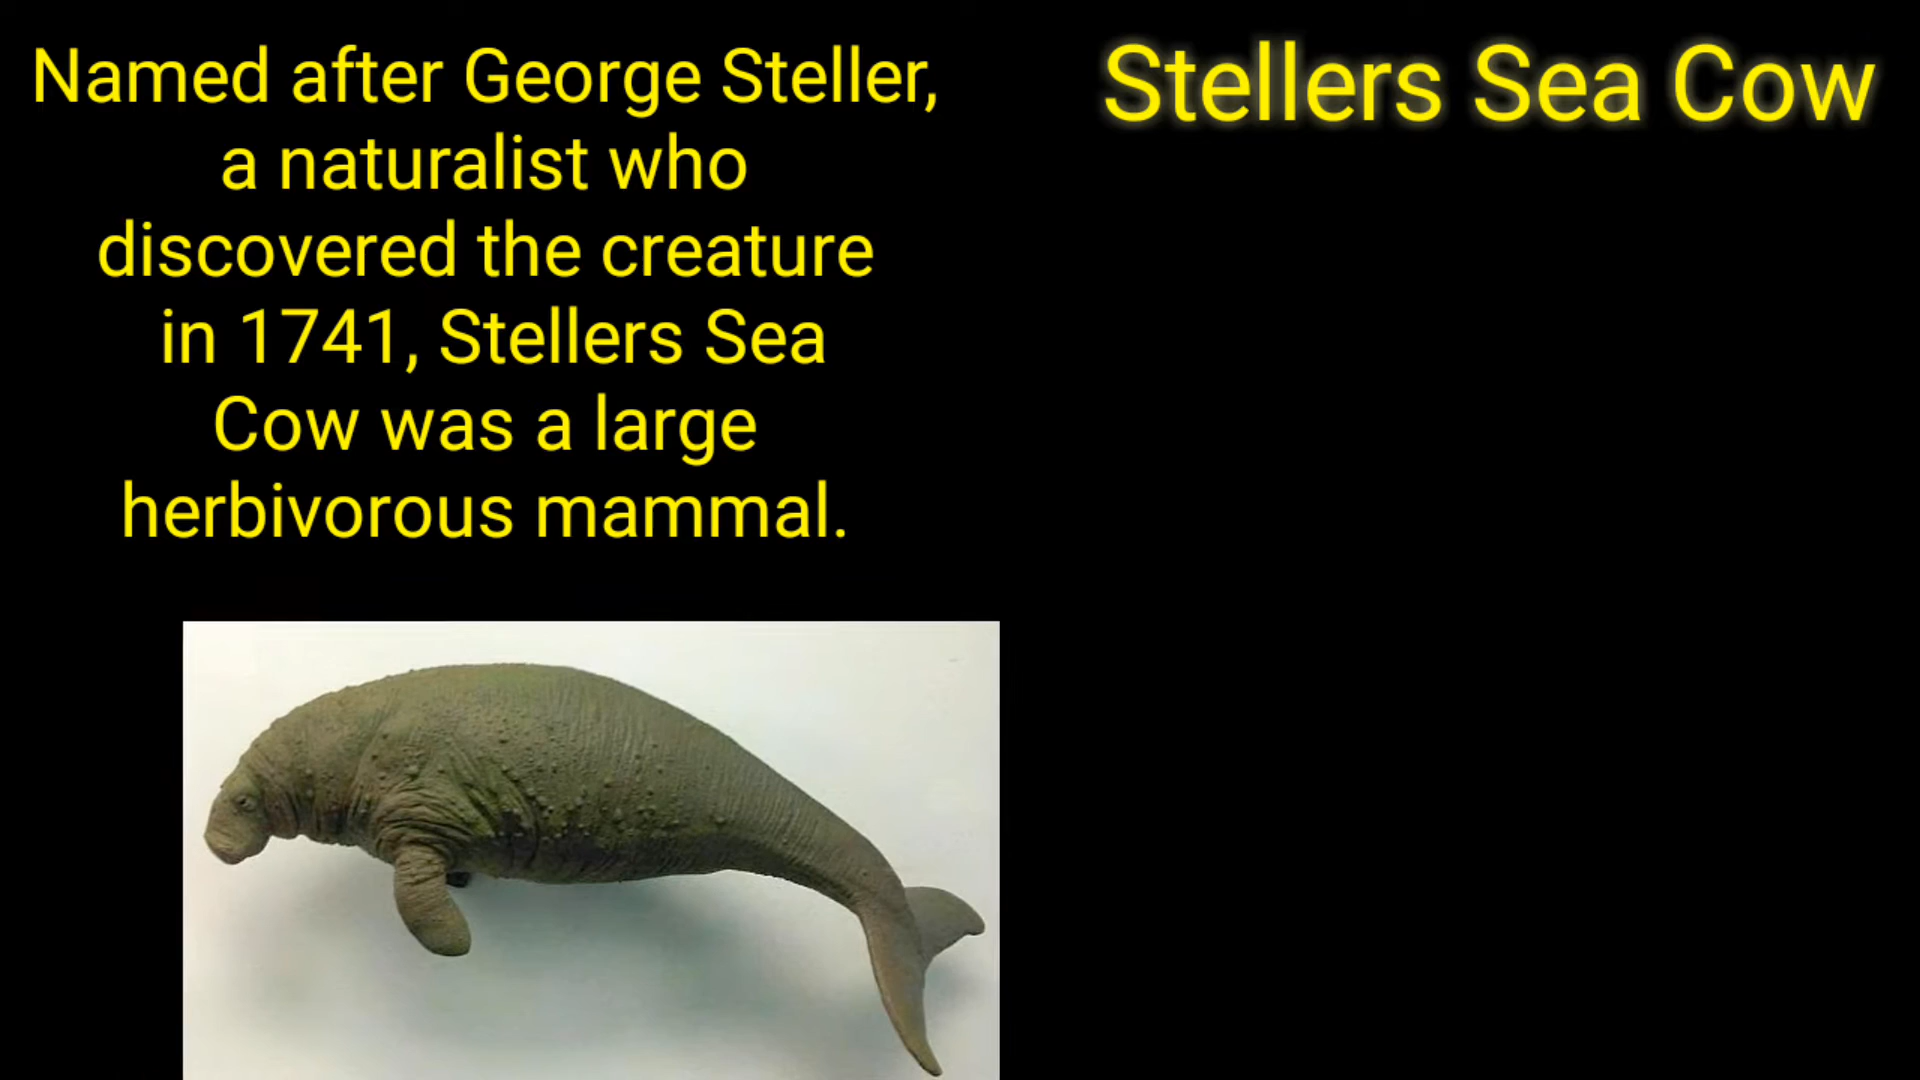 Stellers Sea Cow
Named after George Steller,
a naturalist who
discovered the creature
in 1741, Stellers Sea
Cow was a large
herbivorous mammal.